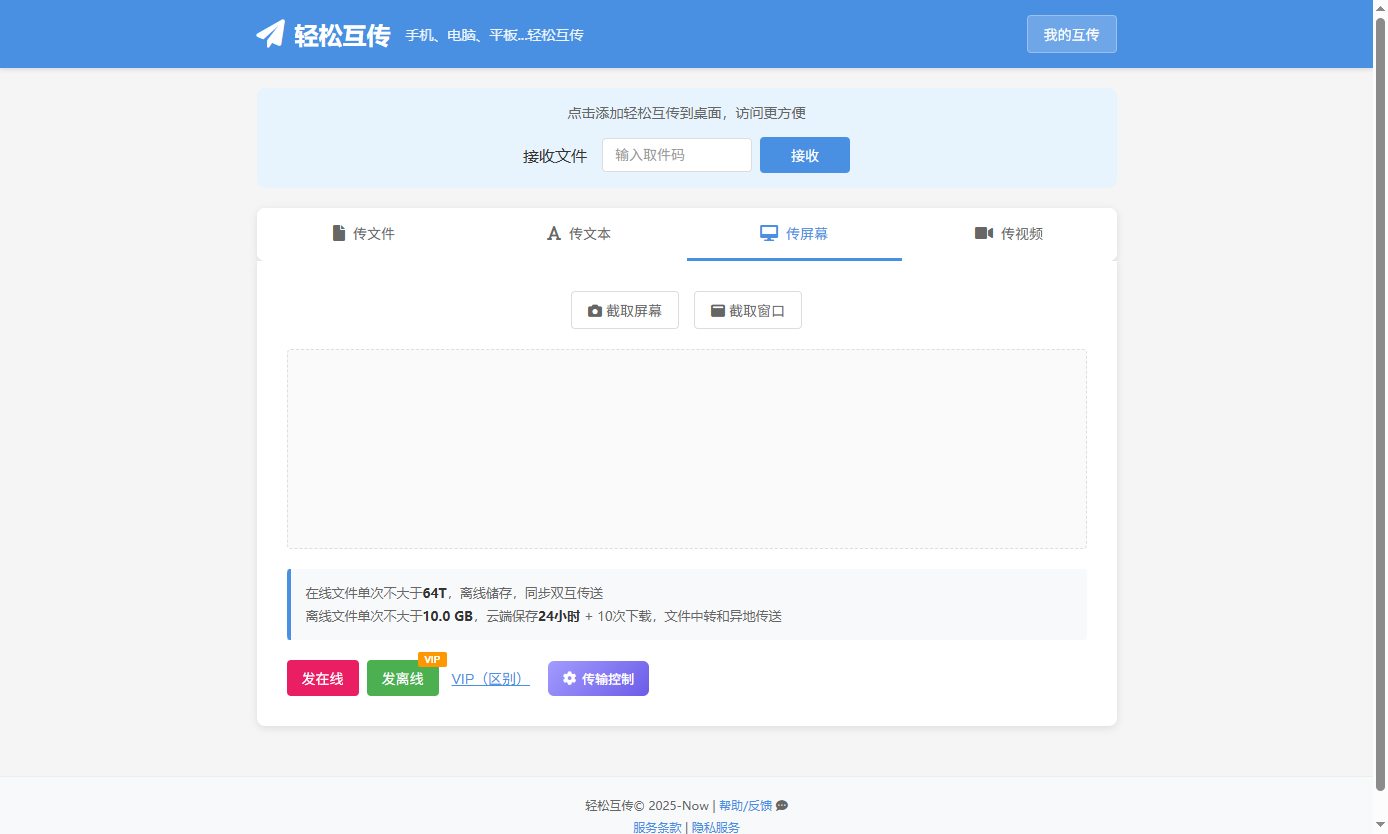 轻松互传 手机、电脑、平板...轻松互传 我的互传
点击添加轻松互传到桌面，访问更方便
接收文件 输入取件码 接收
传文件 传文本 传屏幕 传视频
截取屏幕 截取窗口
在线文件单次不大于64T，离线储存，同步双互传送
离线文件单次不大于10.0 GB，云端保存24小时 + 10次下载，文件中转和异地传送
VIP
发在线 发离线 VIP（区别） 传输控制
轻松互传© 2025-Now | 帮助/反馈
服务条款 | 隐私服务